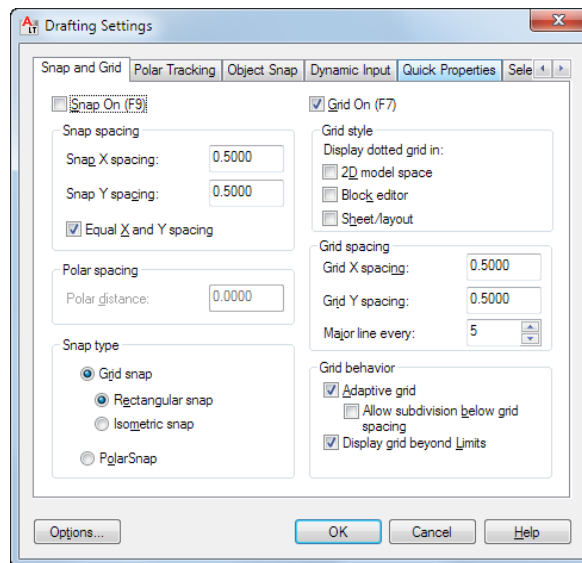 Drafting Settings
Snap and Grid Polar Tracking Object Snap Dynamic Input Quick Properties Sele
Snap On (F9)
Snap spacing
Snap X spacing: 0.5000
Snap Y spacing: 0.5000
Equal X and Y spacing
Polar spacing
Polar distance: 0.0000
Snap type
Grid snap
Rectangular snap
Isometric snap
PolarSnap
Grid On (F7)
Grid style
Display dotted grid in:
2D model space
Block editor
Sheet/layout
Grid spacing
Grid X spacing: 0.5000
Grid Y spacing: 0.5000
Major line every: 5
Grid behavior
Adaptive grid
Allow subdivision below grid
spacing
Display grid beyond Limits
Options... OK Cancel Help
A
LT